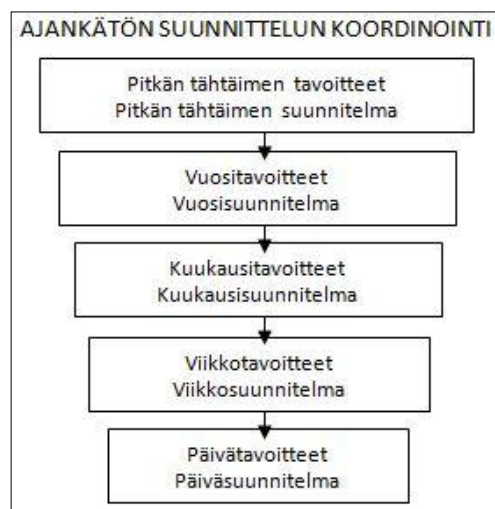 AJANKÄTÖN SUUNNITTELUN KOORDINOINTI
Pitkän tähtäimen tavoitteet
Pitkän tähtäimen suunnitelma
Vuositavoitteet
Vuosisuunnitelma
Kuukausitavoitteet
Kuukausisuunnitelma
Viikkotavoitteet
Viikkosuunnitelma
Päivätavoitteet
Päiväsuunnitelma